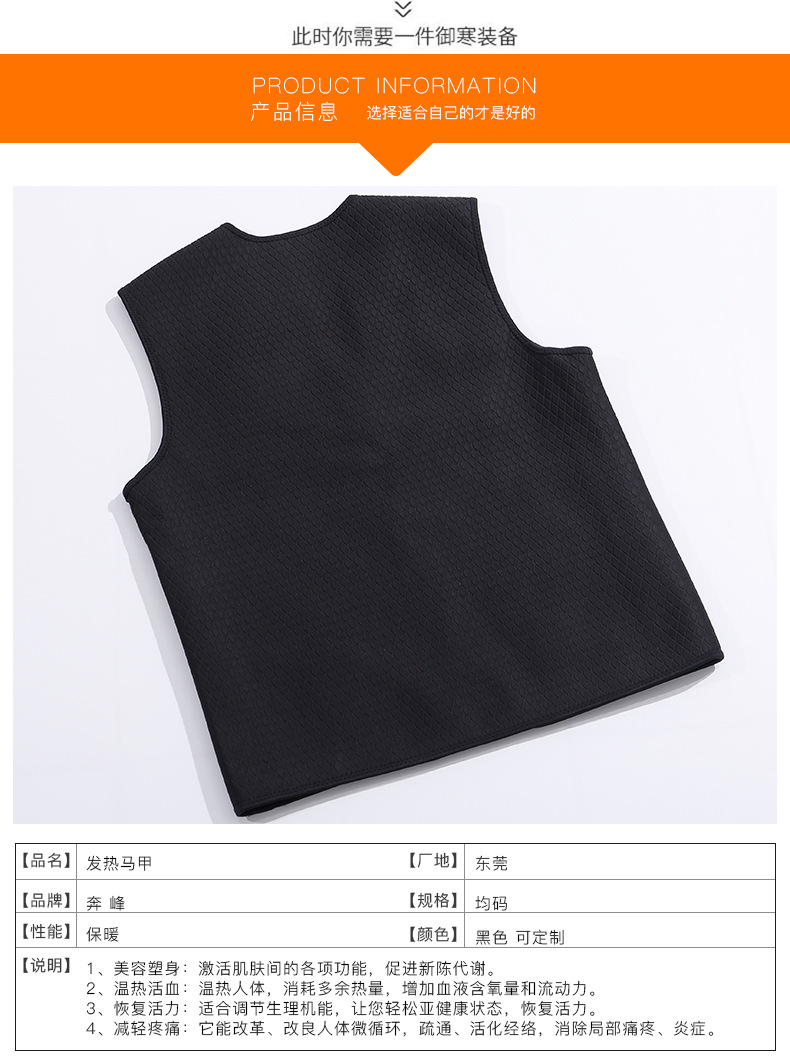 此时你需要一件御寒装备
PRODUCT INFORMATION
产品信息 选择适合自己的才是好的
【品名】 发热马甲 【厂地】 东莞
【品牌】 奔 峰 【规格】 均码
【性能】 保暖 【颜色】 黑色 可定制
【说明】 1、美容塑身：激活肌肤间的各项功能，促进新陈代谢。
2、温热活血：温热人体，消耗多余热量，增加血液含氧量和流动力。
3、恢复活力：适合调节生理机能，让您轻松亚健康状态，恢复活力。
4、减轻疼痛：它能改革、改良人体微循环，疏通、活化经络，消除局部痛疼、炎症。